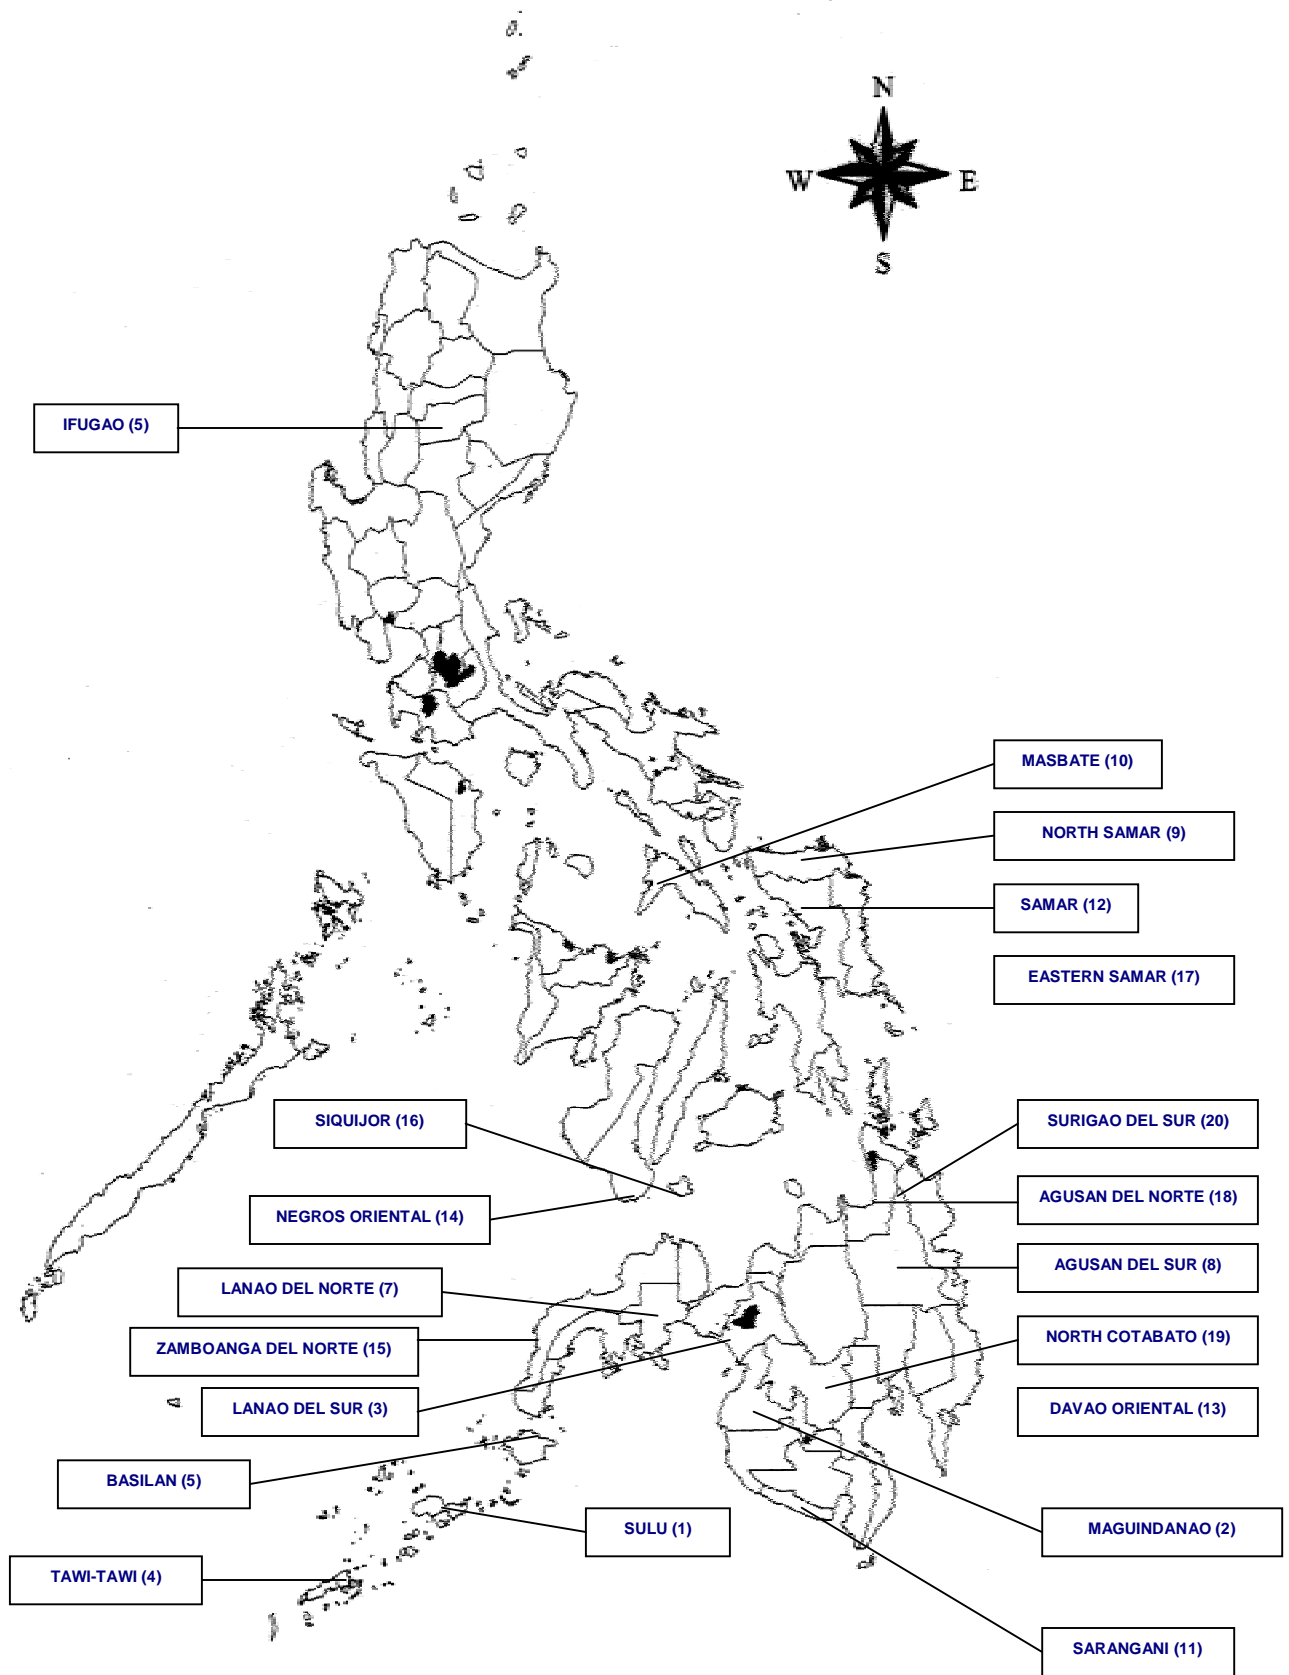 N
W
E
S
IFUGAO (5)
MASBATE (10)
NORTH SAMAR (9)
SAMAR (12)
EASTERN SAMAR (17)
SIQUIJOR (16)
SURIGAO DEL SUR (20)
AGUSAN DEL NORTE (18)
NEGROS ORIENTAL (14)
AGUSAN DEL SUR (8)
LANAO DEL NORTE (7)
NORTH COTABATO (19)
ZAMBOANGA DEL NORTE (15)
LANAO DEL SUR (3)
DAVAO ORIENTAL (13)
BASILAN (5)
SULU (1)
MAGUINDANAO (2)
TAWI-TAWI (4)
SARANGANI (11)